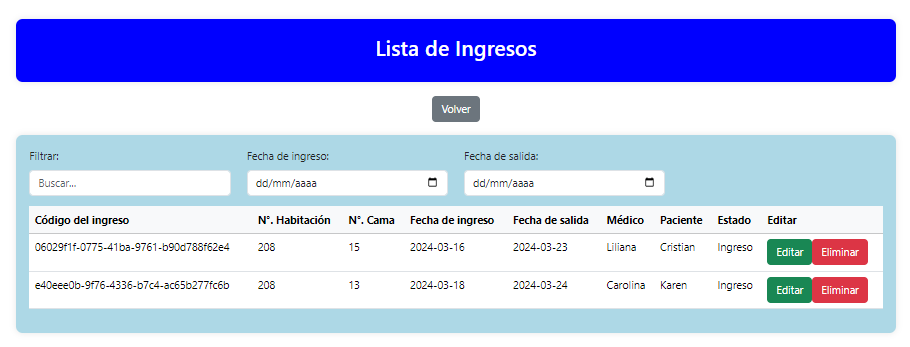 Lista de Ingresos
Volver
Filtrar: Fecha de ingreso: Fecha de salida:
Buscar... dd/mm/aaaa dd/mm/aaaa
Código del ingreso N°. Habitación N°. Cama Fecha de ingreso Fecha de salida Médico Paciente Estado Editar
06029f1f-0775-41ba-9761-b90d788f62e4 208 15 2024-03-16 2024-03-23 Liliana Cristian Ingreso Editar Eliminar
e40eee0b-9f76-4336-b7c4-ac65b277fc6b 208 13 2024-03-18 2024-03-24 Carolina Karen Ingreso Editar Eliminar